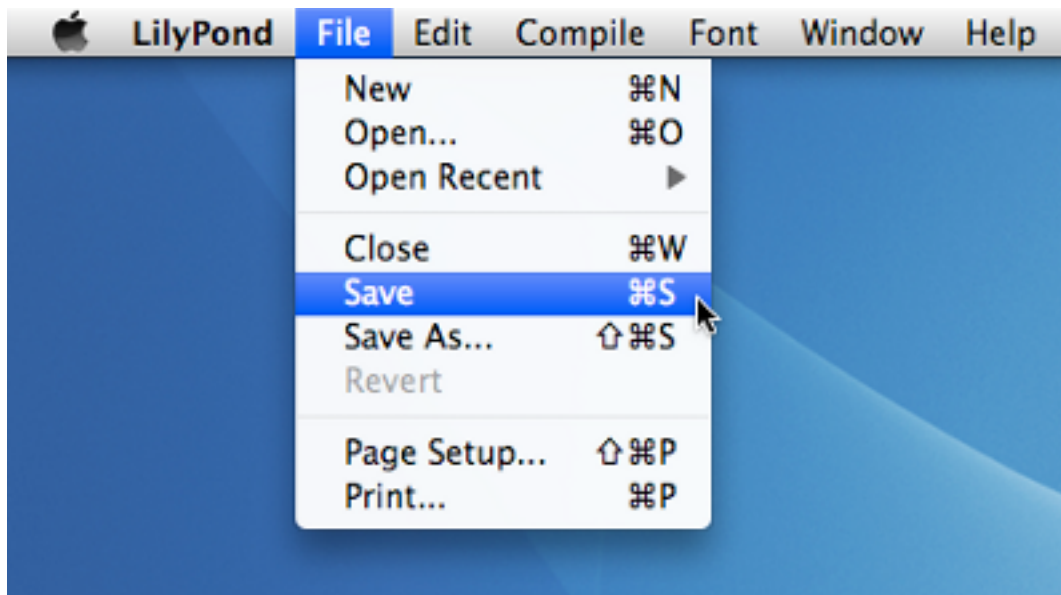 LilyPond File Edit Compile Font Window Help
New ⌘N
Open... ⌘O
Open Recent ▶
Close ⌘W
Save ⌘S
Save As... ⇧⌘S
Revert
Page Setup... ⇧⌘P
Print... ⌘P